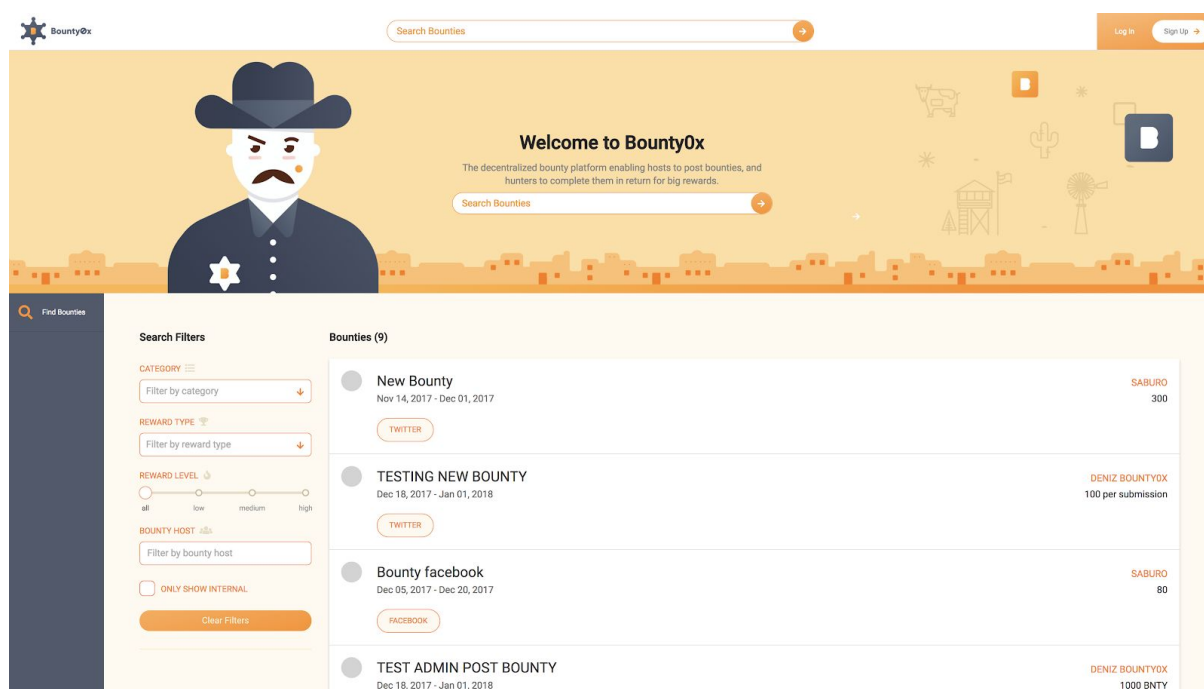 BountyØx
Search Bounties
Log In
Sign Up
Welcome to Bounty0x
The decentralized bounty platform enabling hosts to post bounties, and
hunters to complete them in return for big rewards.
Search Bounties
B
B
B
B
Find Bounties
Search Filters
CATEGORY
Filter by category
REWARD TYPE
Filter by reward type
REWARD LEVEL
all low medium high
BOUNTY HOST
Filter by bounty host
ONLY SHOW INTERNAL
Clear Filters
Bounties (9)
New Bounty
SABURO
Nov 14, 2017 - Dec 01, 2017
300
TWITTER
TESTING NEW BOUNTY
DENIZ BOUNTY0X
Dec 18, 2017 - Jan 01, 2018
100 per submission
TWITTER
Bounty facebook
SABURO
Dec 05, 2017 - Dec 20, 2017
80
FACEBOOK
TEST ADMIN POST BOUNTY
DENIZ BOUNTY0X
Dec 18, 2017 - Jan 01, 2018
1000 BNTY